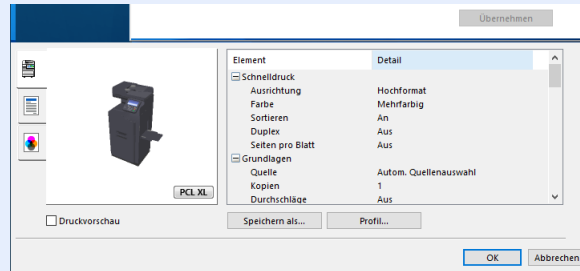 Übernehmen
Element Detail
Schnelldruck
Ausrichtung Hochformat
Farbe Mehrfarbig
Sortieren An
Duplex Aus
Seiten pro Blatt Aus
Grundlagen
Quelle Autom. Quellenauswahl
Kopien 1
Durchschläge Aus
PCL XL
Druckvorschau Speichern als... Profil...
OK Abbrechen